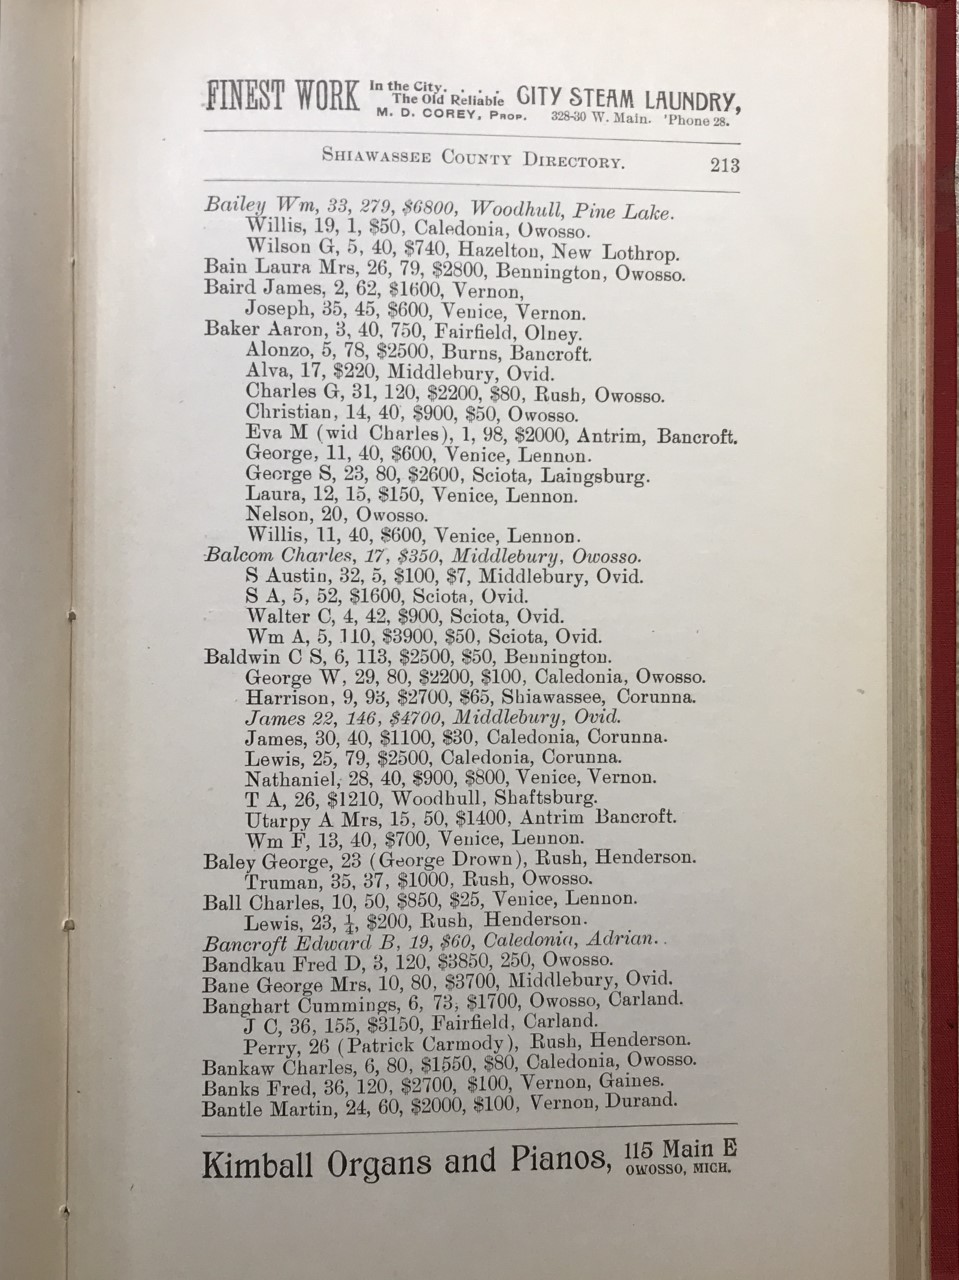 FINEST WORK In the City. . . . . The Old Reliable CITY STEAM LAUNDRY,
M. D. COREY, PROP. 328-30 W. Main. 'Phone 28.
SHIAWASSEE COUNTY DIRECTORY. 213
Bailey Wm, 33, 279, $6800, Woodhull, Pine Lake.
Willis, 19, 1, $50, Caledonia, Owosso.
Wilson G, 5, 40, $740, Hazelton, New Lothrop.
Bain Laura Mrs, 26, 79, $2800, Bennington, Owosso.
Baird James, 2, 62, $1600, Vernon,
Joseph, 35, 45, $600, Venice, Vernon.
Baker Aaron, 3, 40, 750, Fairfield, Olney.
Alonzo, 5, 78, $2500, Burns, Bancroft.
Alva, 17, $220, Middlebury, Ovid.
Charles G, 31, 120, $2200, $80, Rush, Owosso.
Christian, 14, 40, $900, $50, Owosso.
Eva M (wid Charles), 1, 98, $2000, Antrim, Bancroft.
George, 11, 40, $600, Venice, Lennon.
George S, 23, 80, $2600, Sciota, Laingsburg.
Laura, 12, 15, $150, Venice, Lennon.
Nelson, 20, Owosso.
Willis, 11, 40, $600, Venice, Lennon.
Balcom Charles, 17, $350, Middlebury, Owosso.
S Austin, 32, 5, $100, $7, Middlebury, Ovid.
S A, 5, 52, $1600, Sciota, Ovid.
Walter C, 4, 42, $900, Sciota, Ovid.
Wm A, 5, 110, $3900, $50, Sciota, Ovid.
Baldwin C S, 6, 113, $2500, $50, Bennington.
George W, 29, 80, $2200, $100, Caledonia, Owosso.
Harrison, 9, 93, $2700, $65, Shiawassee, Corunna.
James 22, 146, $4700, Middlebury, Ovid.
James, 30, 40, $1100, $30, Caledonia, Corunna.
Lewis, 25, 79, $2500, Caledonia, Corunna.
Nathaniel, 28, 40, $900, $800, Venice, Vernon.
T A, 26, $1210, Woodhull, Shaftsburg.
Utarpy A Mrs, 15, 50, $1400, Antrim Bancroft.
Wm F, 13, 40, $700, Venice, Lennon.
Baley George, 23 (George Drown), Rush, Henderson.
Truman, 35, 37, $1000, Rush, Owosso.
Ball Charles, 10, 50, $850, $25, Venice, Lennon.
Lewis, 23, ¼, $200, Rush, Henderson.
Bancroft Edward B, 19, $60, Caledonia, Adrian. .
Bandkau Fred D, 3, 120, $3850, 250, Owosso.
Bane George Mrs, 10, 80, $3700, Middlebury, Ovid.
Banghart Cummings, 6, 73, $1700, Owosso, Carland.
J C, 36, 155, $3150, Fairfield, Carland.
Perry, 26 (Patrick Carmody), Rush, Henderson.
Bankaw Charles, 6, 80, $1550, $80, Caledonia, Owosso.
Banks Fred, 36, 120, $2700, $100, Vernon, Gaines.
Bantle Martin, 24, 60, $2000, $100, Vernon, Durand.
Kimball Organs and Pianos, 115 Main E
OWOSSO, MICH.